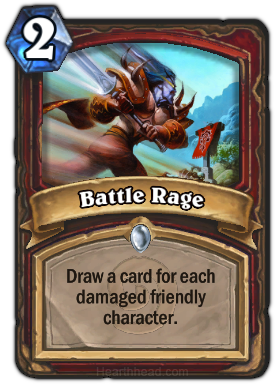 2
Battle Rage
Draw a card for each
damaged friendly
character.
Hearthhead.com